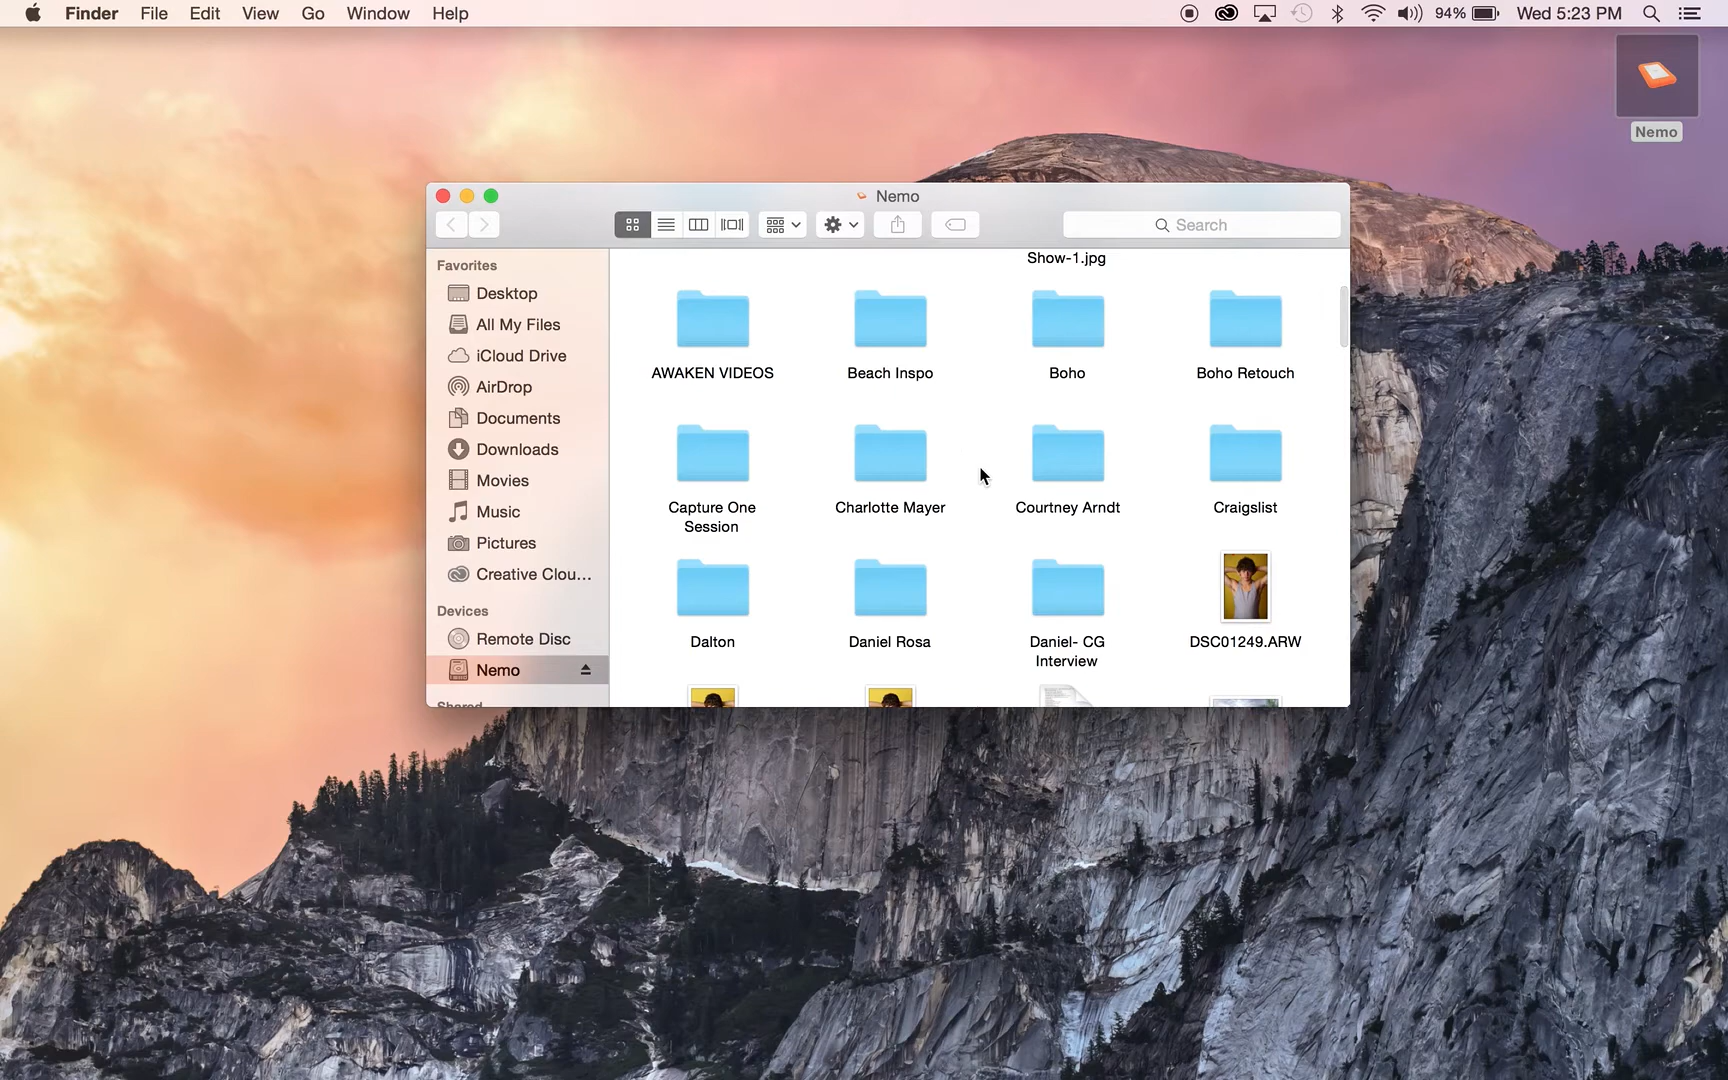 Finder File Edit View Go Window Help 94% Wed 5:23 PM
Nemo
Nemo
Search
Favorites
Desktop
All My Files
iCloud Drive
AirDrop
Documents
Downloads
Movies
Music
Pictures
Creative Clou...
Devices
Remote Disc
Nemo
Shared
Show-1.jpg
AWAKEN VIDEOS Beach Inspo Boho Boho Retouch
Capture One Session Charlotte Mayer Courtney Arndt Craigslist
Dalton Daniel Rosa Daniel- CG Interview DSC01249.ARW